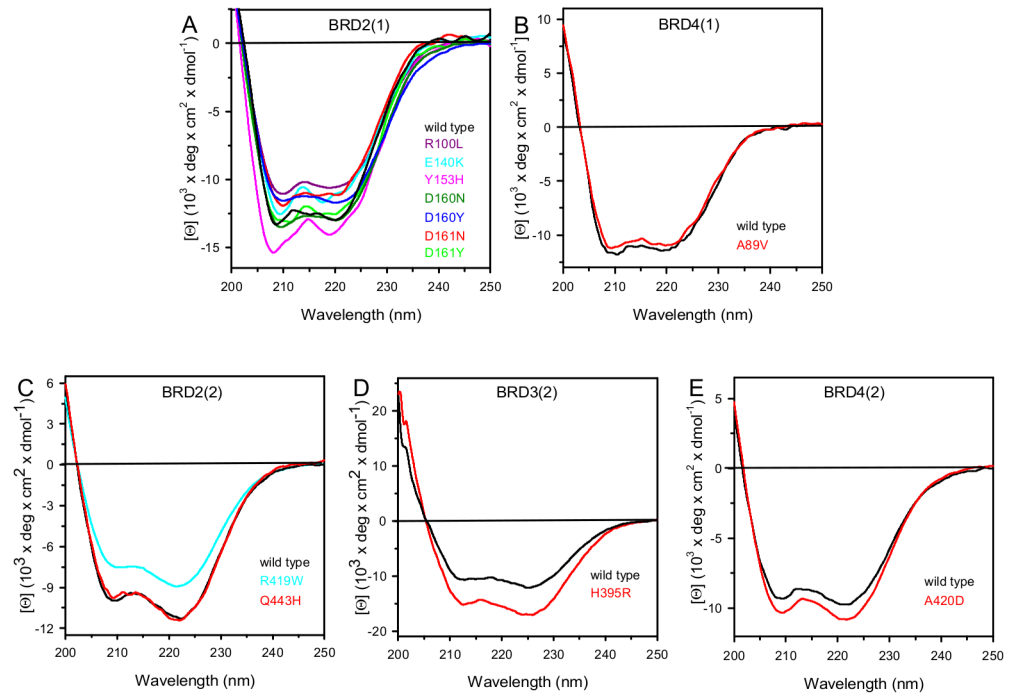 A
BRD2(1)
[Θ] (10³ x deg x cm² x dmol⁻¹)
0
-5
-10
-15
wild type
R100L
E140K
Y153H
D160N
D160Y
D161N
D161Y
200 210 220 230 240 250
Wavelength (nm)
B
BRD4(1)
[Θ] (10³ x deg x cm² x dmol⁻¹]
10
5
0
-5
-10
wild type
A89V
200 210 220 230 240 250
Wavelength (nm)
C
BRD2(2)
[Θ] (10³ x deg x cm² x dmol⁻¹)
6
3
0
-3
-6
-9
-12
wild type
R419W
Q443H
200 210 220 230 240 250
Wavelength (nm)
D
BRD3(2)
[Θ] (10³ x deg x cm² x dmol⁻¹)
20
10
0
-10
-20
wild type
H395R
200 210 220 230 240 250
Wavelength (nm)
E
BRD4(2)
[Θ] (10³ x deg x cm² x dmol⁻¹)
5
0
-5
-10
wild type
A420D
200 210 220 230 240 250
Wavelength (nm)